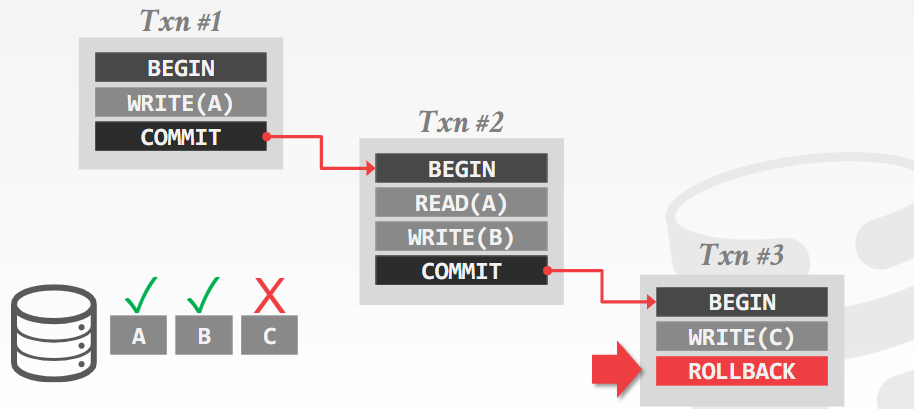 Txn #1
BEGIN
WRITE(A)
COMMIT
Txn #2
BEGIN
READ(A)
WRITE(B)
COMMIT
Txn #3
BEGIN
WRITE(C)
ROLLBACK
A B C